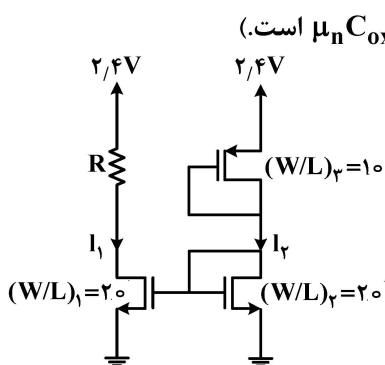 μnCox است.)
۲٫۴V ۲٫۴V
R (W/L)۳=۱۰
I۱ I۲
(W/L)۱=۲۰ (W/L)۲=۲۰